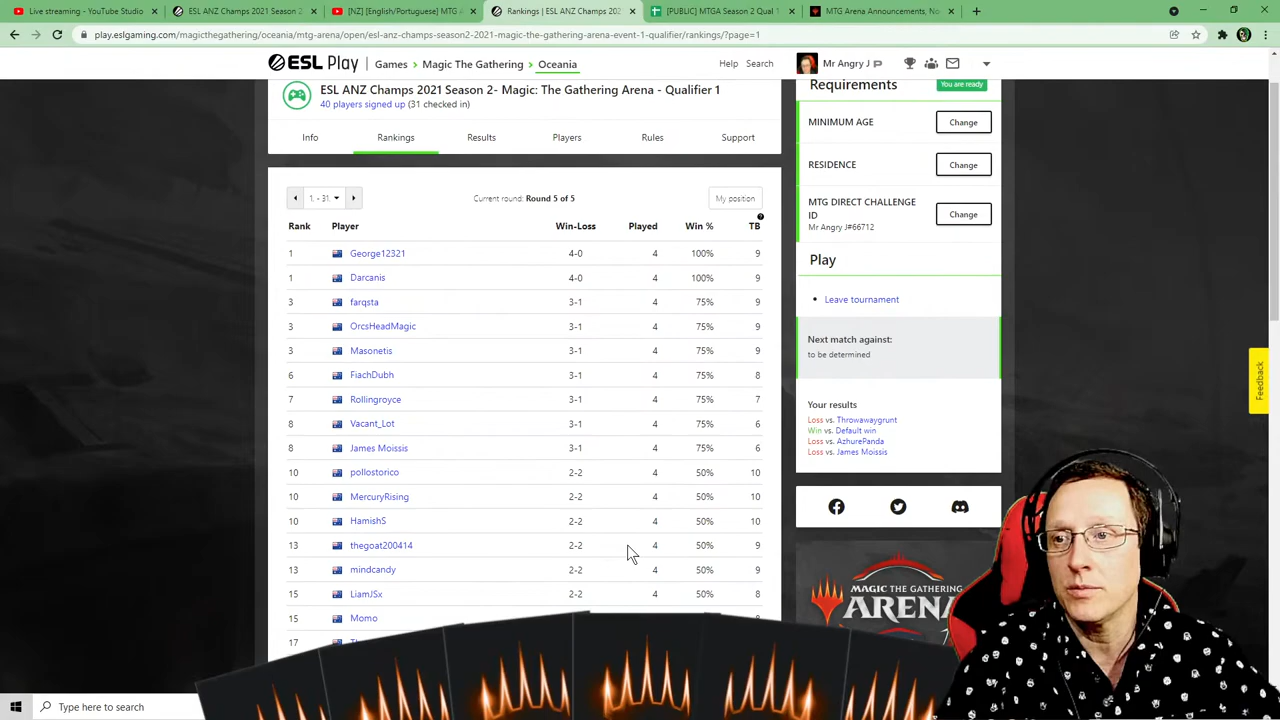 Live streaming - YouTube Studio
ESL ANZ Champs 2021 Season 2-
[NZ] [English/Portuguese] MTG A
Rankings | ESL ANZ Champs 202
[PUBLIC] MTGA Season 2 Qual 1
MTG Arena Announcements, No
play.eslgaming.com/magicthegathering/oceania/mtg-arena/open/esl-anz-champs-season2-2021-magic-the-gathering-arena-event-1-qualifier/rankings/?page=1
ESL Play
Games > Magic The Gathering > Oceania
Help Search
Mr Angry J
ESL ANZ Champs 2021 Season 2- Magic: The Gathering Arena - Qualifier 1
40 players signed up (31 checked in)
Info Rankings Results Players Rules Support
1. - 31.
Current round: Round 5 of 5
My position
Rank Player Win-Loss Played Win % TB
1 George12321 4-0 4 100% 9
1 Darcanis 4-0 4 100% 9
3 farqsta 3-1 4 75% 9
3 OrcsHeadMagic 3-1 4 75% 9
3 Masonetis 3-1 4 75% 9
6 FiachDubh 3-1 4 75% 8
7 Rollingroyce 3-1 4 75% 7
8 Vacant_Lot 3-1 4 75% 6
8 James Moissis 3-1 4 75% 6
10 pollostorico 2-2 4 50% 10
10 MercuryRising 2-2 4 50% 10
10 HamishS 2-2 4 50% 10
13 thegoat200414 2-2 4 50% 9
13 mindcandy 2-2 4 50% 9
15 LiamJSx 2-2 4 50% 8
15 Momo
17
Requirements
You are ready
MINIMUM AGE
Change
RESIDENCE
Change
MTG DIRECT CHALLENGE
ID
Mr Angry J#66712
Change
Play
Leave tournament
Next match against:
to be determined
Your results
Loss vs. Throwawaygrunt
Win vs. Default win
Loss vs. AzhurePanda
Loss vs. James Moissis
Feedback
MAGIC THE GATHERING
ARENA
Type here to search